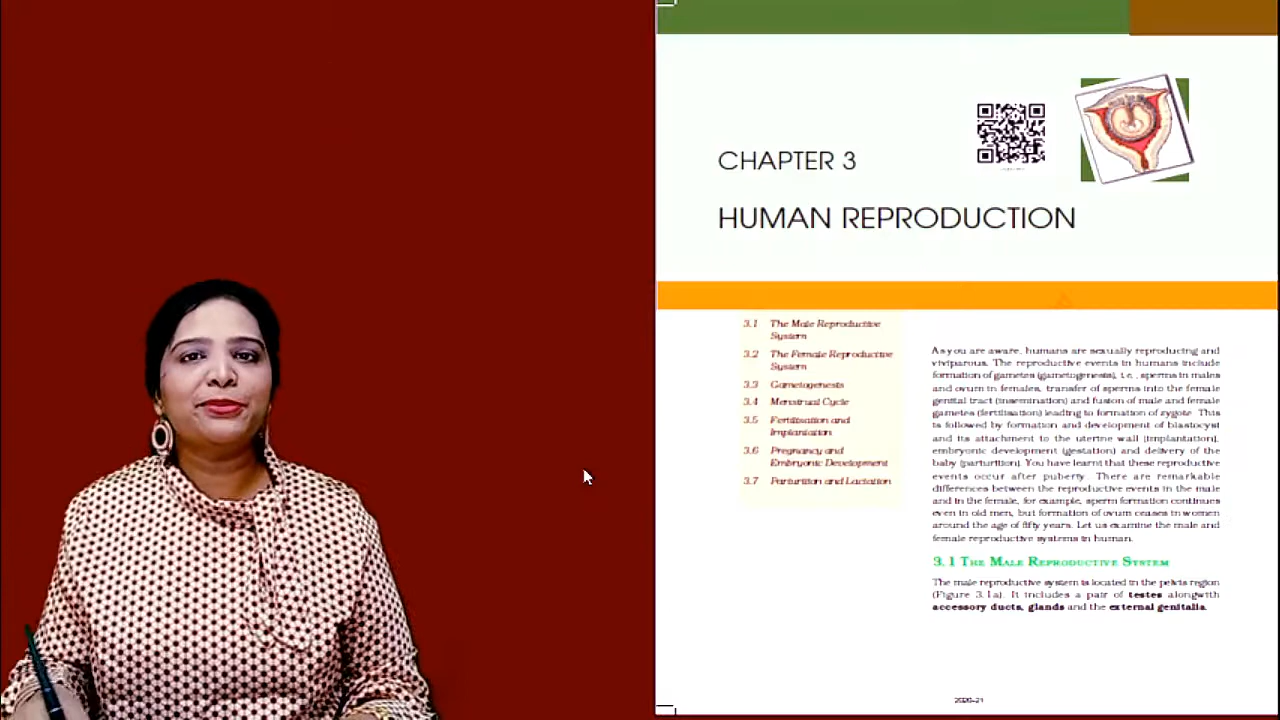 CHAPTER 3
HUMAN REPRODUCTION
3.1 The Male Reproductive
System
3.2 The Female Reproductive
System
3.3 Gametogenesis
3.4 Menstrual Cycle
3.5 Fertilisation and
Implantation
3.6 Pregnancy and
Embryonic Development
3.7 Parturition and Lactation
As you are aware, humans are sexually reproducing and
viviparous. The reproductive events in humans include
formation of gametes (gametogenesis), i.e., sperms in males
and ovum in females, transfer of sperms into the female
genital tract (insemination) and fusion of male and female
gametes (fertilisation) leading to formation of zygote. This
is followed by formation and development of blastocyst
and its attachment to the uterine wall (implantation),
embryonic development (gestation) and delivery of the
baby (parturition). You have learnt that these reproductive
events occur after puberty. There are remarkable
differences between the reproductive events in the male
and in the female, for example, sperm formation continues
even in old men, but formation of ovum ceases in women
around the age of fifty years. Let us examine the male and
female reproductive systems in human.
3.1 THE MALE REPRODUCTIVE SYSTEM
The male reproductive system is located in the pelvis region
(Figure 3.1a). It includes a pair of testes alongwith
accessory ducts, glands and the external genitalia.
2020-21